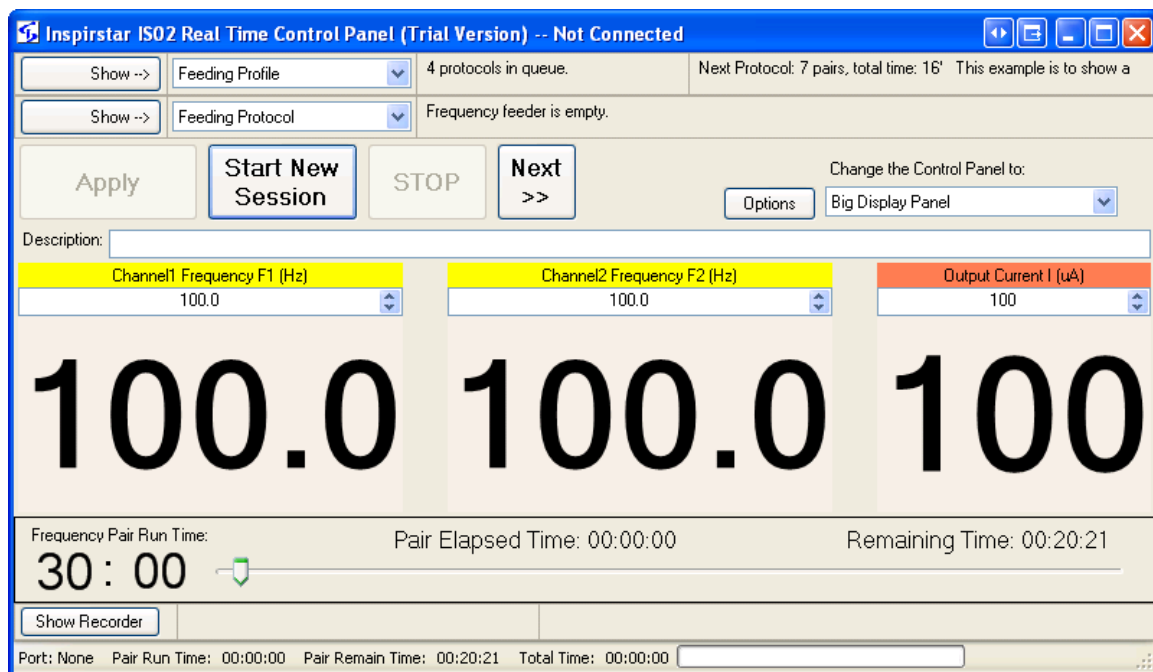 Inspirstar IS02 Real Time Control Panel (Trial Version) -- Not Connected
Show --> Feeding Profile 4 protocols in queue. Next Protocol: 7 pairs, total time: 16' This example is to show a
Show --> Feeding Protocol Frequency feeder is empty.
Apply Start New Session STOP Next >>
Change the Control Panel to:
Options Big Display Panel
Description:
Channel1 Frequency F1 (Hz) Channel2 Frequency F2 (Hz) Output Current I (uA)
100.0 100.0 100
100.0 100.0 100
Frequency Pair Run Time: Pair Elapsed Time: 00:00:00 Remaining Time: 00:20:21
30: 00
Show Recorder
Port: None Pair Run Time: 00:00:00 Pair Remain Time: 00:20:21 Total Time: 00:00:00